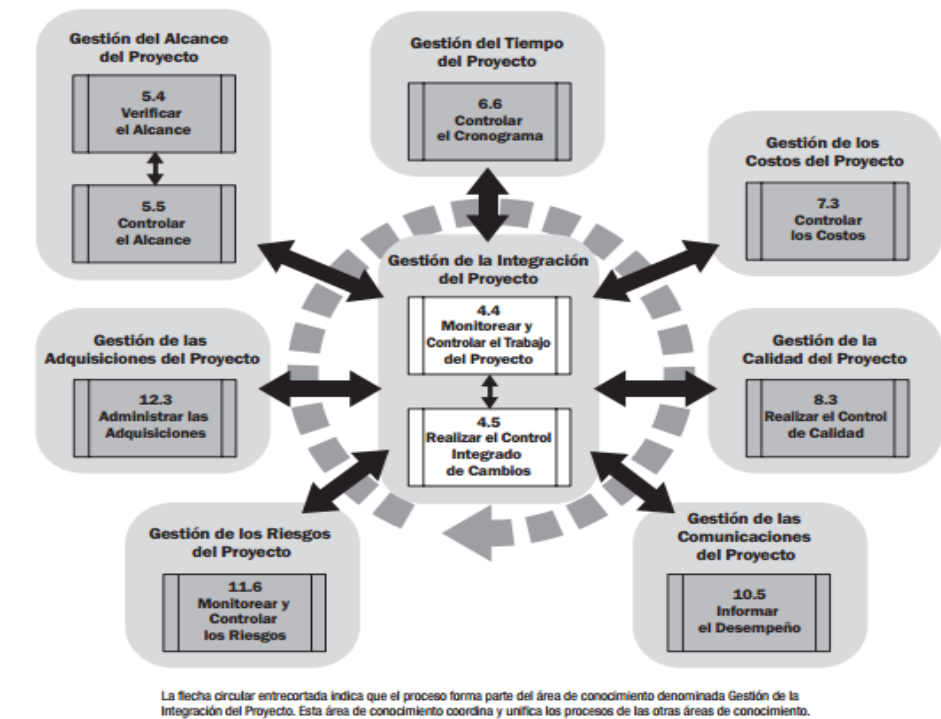 Gestión del Alcance
del Proyecto
5.4
Verificar
el Alcance
5.5
Controlar
el Alcance
Gestión del Tiempo
del Proyecto
6.6
Controlar
el Cronograma
Gestión de los
Costos del Proyecto
7.3
Controlar
los Costos
Gestión de la Integración
del Proyecto
4.4
Monitorear y
Controlar el Trabajo
del Proyecto
4.5
Realizar el Control
Integrado
de Cambios
Gestión de las
Adquisiciones del Proyecto
12.3
Administrar las
Adquisiciones
Gestión de la
Calidad del Proyecto
8.3
Realizar el Control
de Calidad
Gestión de los Riesgos
del Proyecto
11.6
Monitorear y
Controlar
los Riesgos
Gestión de las
Comunicaciones
del Proyecto
10.5
Informar
el Desempeño
La flecha circular entrecortada indica que el proceso forma parte del área de conocimiento denominada Gestión de la
Integración del Proyecto. Esta área de conocimiento coordina y unifica los procesos de las otras áreas de conocimiento.